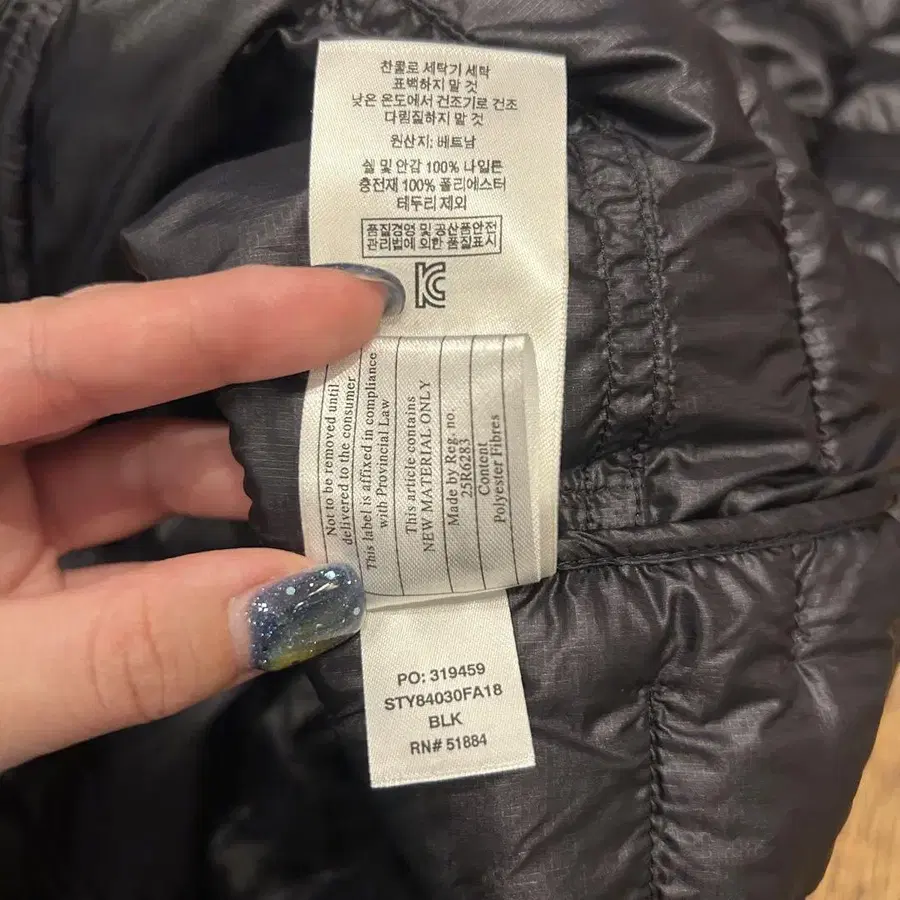 찬물로 세탁기 세탁
표백하지 말 것
낮은 온도에서 건조기로 건조
다림질하지 말 것
원산지: 베트남
쉘 및 안감 100% 나일론
충전재 100% 폴리에스터
테두리 제외
품질경영 및 공산품안전
관리법에 의한 품질표시
Not to be removed until
delivered to the consumer
This label is affixed in compliance
with Provincial Law
This article contains
NEW MATERIAL ONLY
Made by Reg. no.
25R6283
Content
Polyester Fibres
PO: 319459
STY84030FA18
BLK
RN# 51884